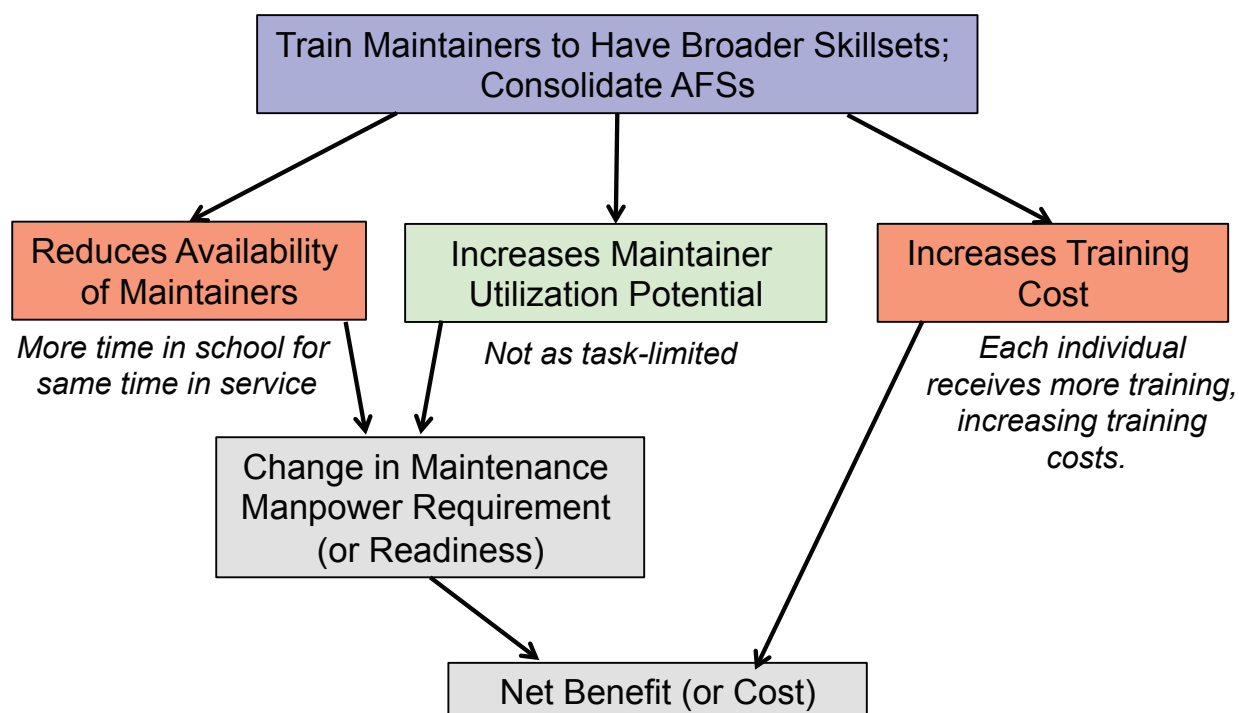 Train Maintainers to Have Broader Skillsets;
Consolidate AFSs
Reduces Availability
of Maintainers
Increases Maintainer
Utilization Potential
Increases Training
Cost
More time in school for
same time in service
Not as task-limited
Each individual
receives more training,
increasing training
costs.
Change in Maintenance
Manpower Requirement
(or Readiness)
Net Benefit (or Cost)